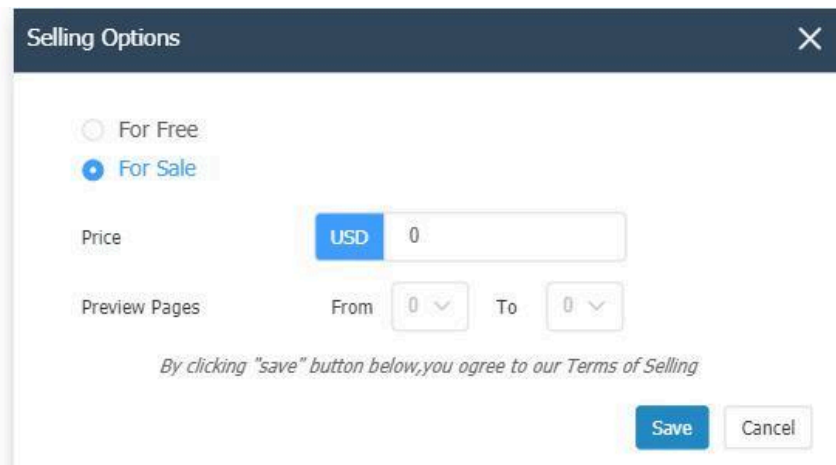 Selling Options
For Free
For Sale
Price USD 0
Preview Pages From 0 To 0
By clicking "save" button below,you ogree to our Terms of Selling
Save Cancel